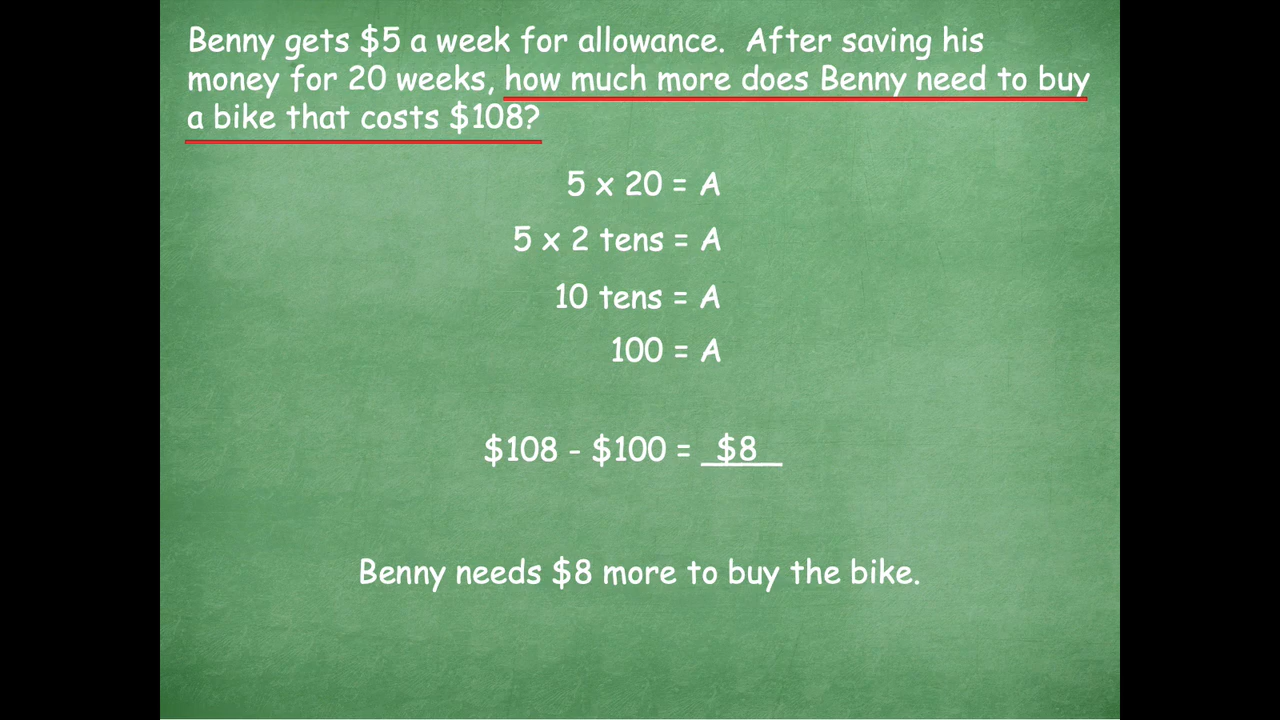 Benny gets $5 a week for allowance.  After saving his
money for 20 weeks, how much more does Benny need to buy
a bike that costs $108?
5 x 20 = A
5 x 2 tens = A
10 tens = A
100 = A
$108 - $100 = $8
Benny needs $8 more to buy the bike.